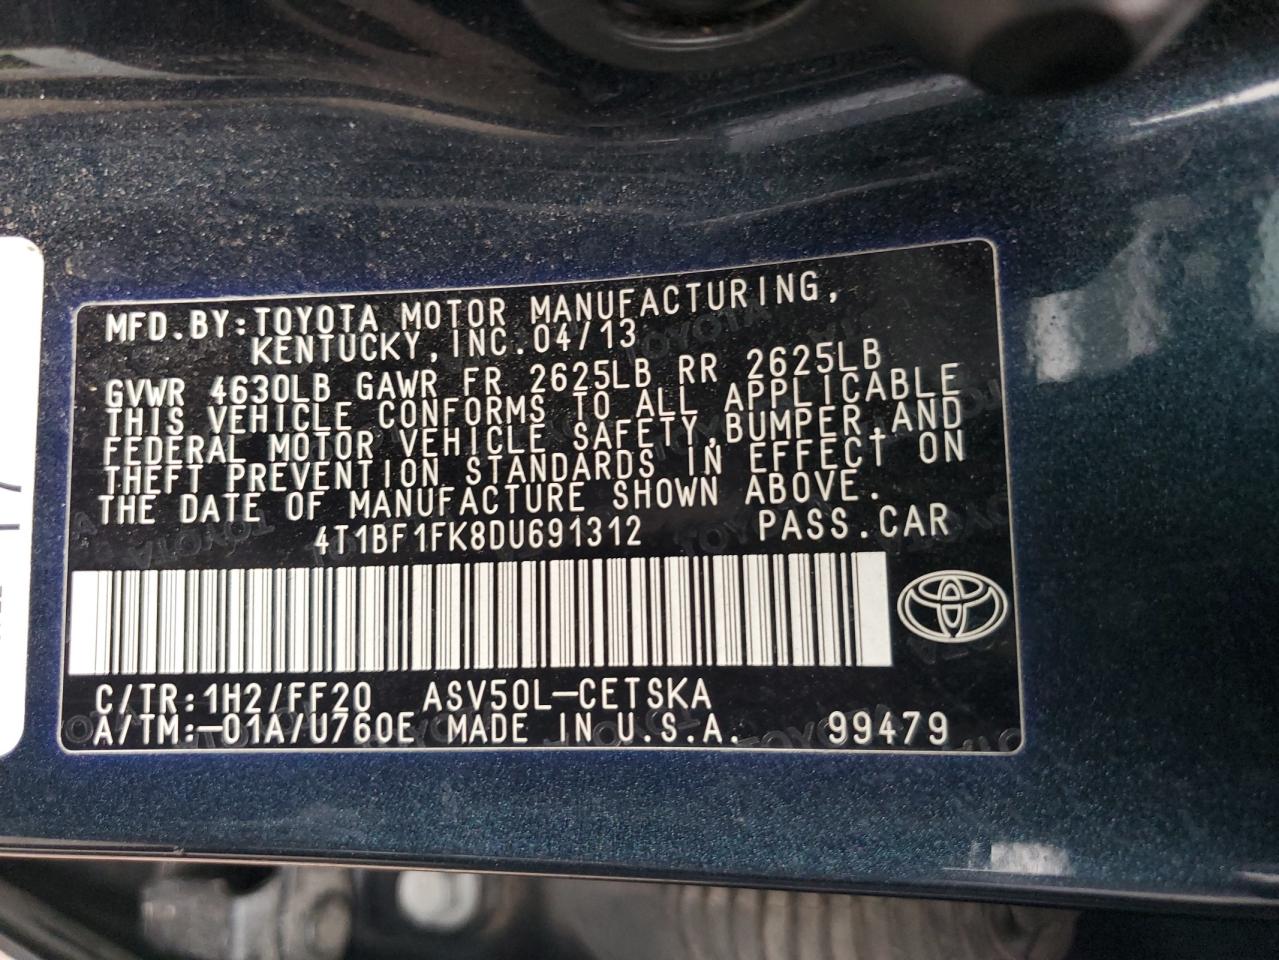 MFD.BY:TOYOTA MOTOR MANUFACTURING,
KENTUCKY,INC.04/13
GVWR 4630LB GAWR FR 2625LB RR 2625LB
THIS VEHICLE CONFORMS TO ALL APPLICABLE
FEDERAL MOTOR VEHICLE SAFETY,BUMPER,AND
THEFT PREVENTION STANDARDS IN EFFECT ON
THE DATE OF MANUFACTURE SHOWN ABOVE.
4T1BF1FK8DU691312 PASS.CAR
C/TR:1H2/FF20 ASV50L-CETSKA
A/TM:-01A/U760E MADE IN U.S.A. 99479